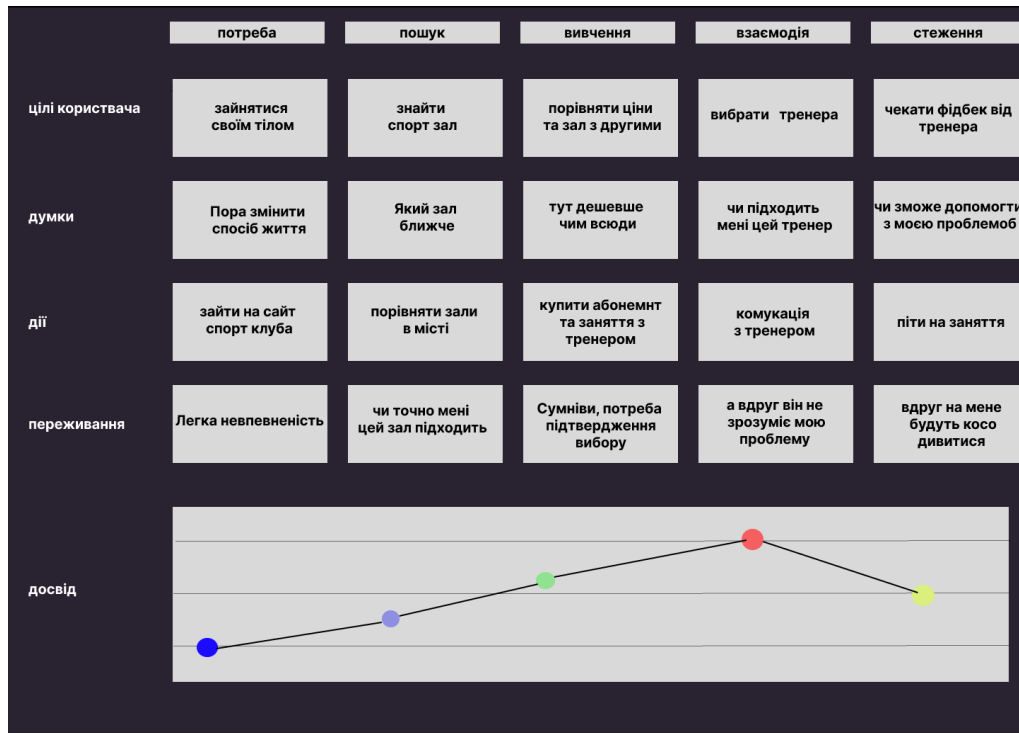 потреба
пошук
вивчення
взаємодія
стеження
цілі користвача
зайнятися
своїм тілом
знайти
спорт зал
порівняти ціни
та зал з другими
вибрати тренера
чекати фідбек від
тренера
думки
Пора змінити
спосіб життя
Який зал
ближче
тут дешевше
чим всюди
чи підходить
мені цей тренер
чи зможе допомогти
з моєю проблемоб
дії
зайти на сайт
спорт клуба
порівняти зали
в місті
купити абонемнт
та заняття з
тренером
комукація
з тренером
піти на заняття
переживання
Легка невпевненість
чи точно мені
цей зал підходить
Сумніви, потреба
підтвердження
вибору
а вдруг він не
зрозуміє мою
проблему
вдруг на мене
будуть косо
дивитися
досвід